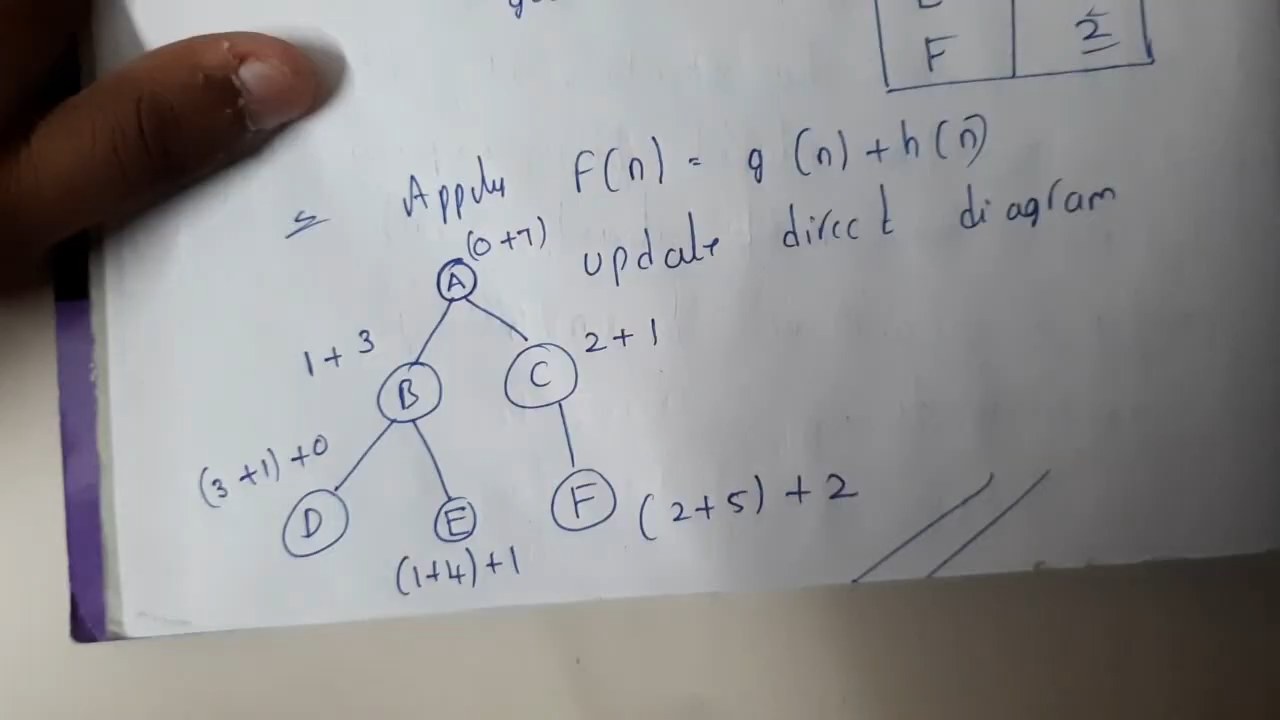 F 2
Apply F(n) = g (n) + h (n)
update direct diagram
(0+7)
A
1 + 3
B
C
2 + 1
(3+1) +0
D
E
F
(2+5) + 2
(1+4)+1